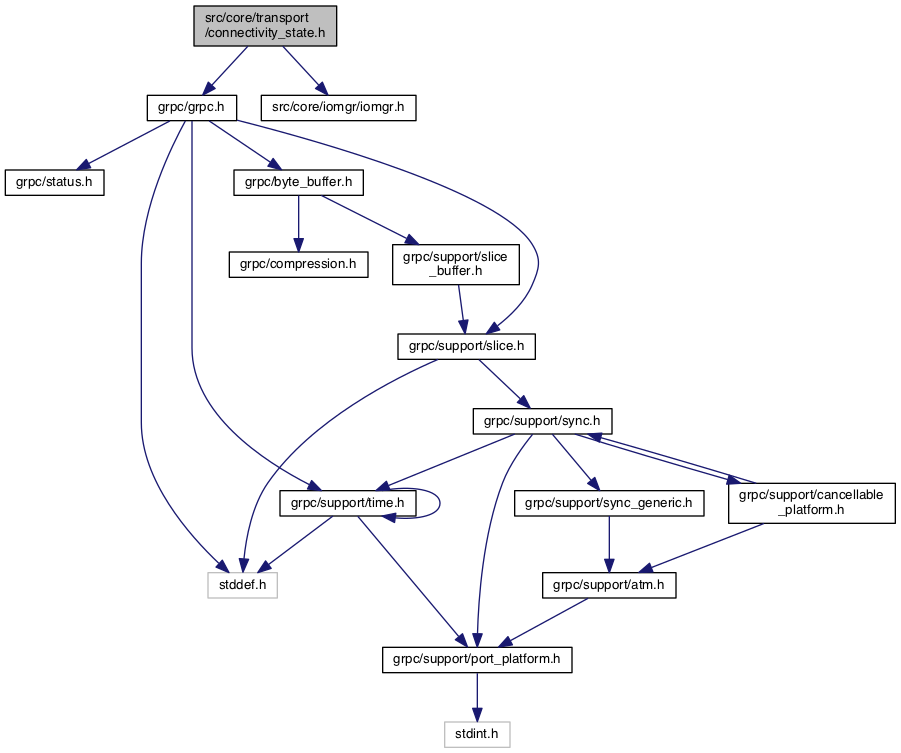 src/core/transport
/connectivity_state.h
grpc/grpc.h
src/core/iomgr/iomgr.h
grpc/status.h
grpc/byte_buffer.h
grpc/compression.h
grpc/support/slice
_buffer.h
grpc/support/slice.h
grpc/support/sync.h
grpc/support/time.h
grpc/support/sync_generic.h
grpc/support/cancellable
_platform.h
stddef.h
grpc/support/atm.h
grpc/support/port_platform.h
stdint.h